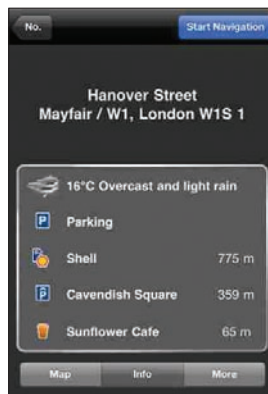 No.
Start Navigation
Hanover Street
Mayfair / W1, London W1S 1
16°C Overcast and light rain
P Parking
Shell 775 m
P Cavendish Square 359 m
Sunflower Cafe 65 m
Map Info More